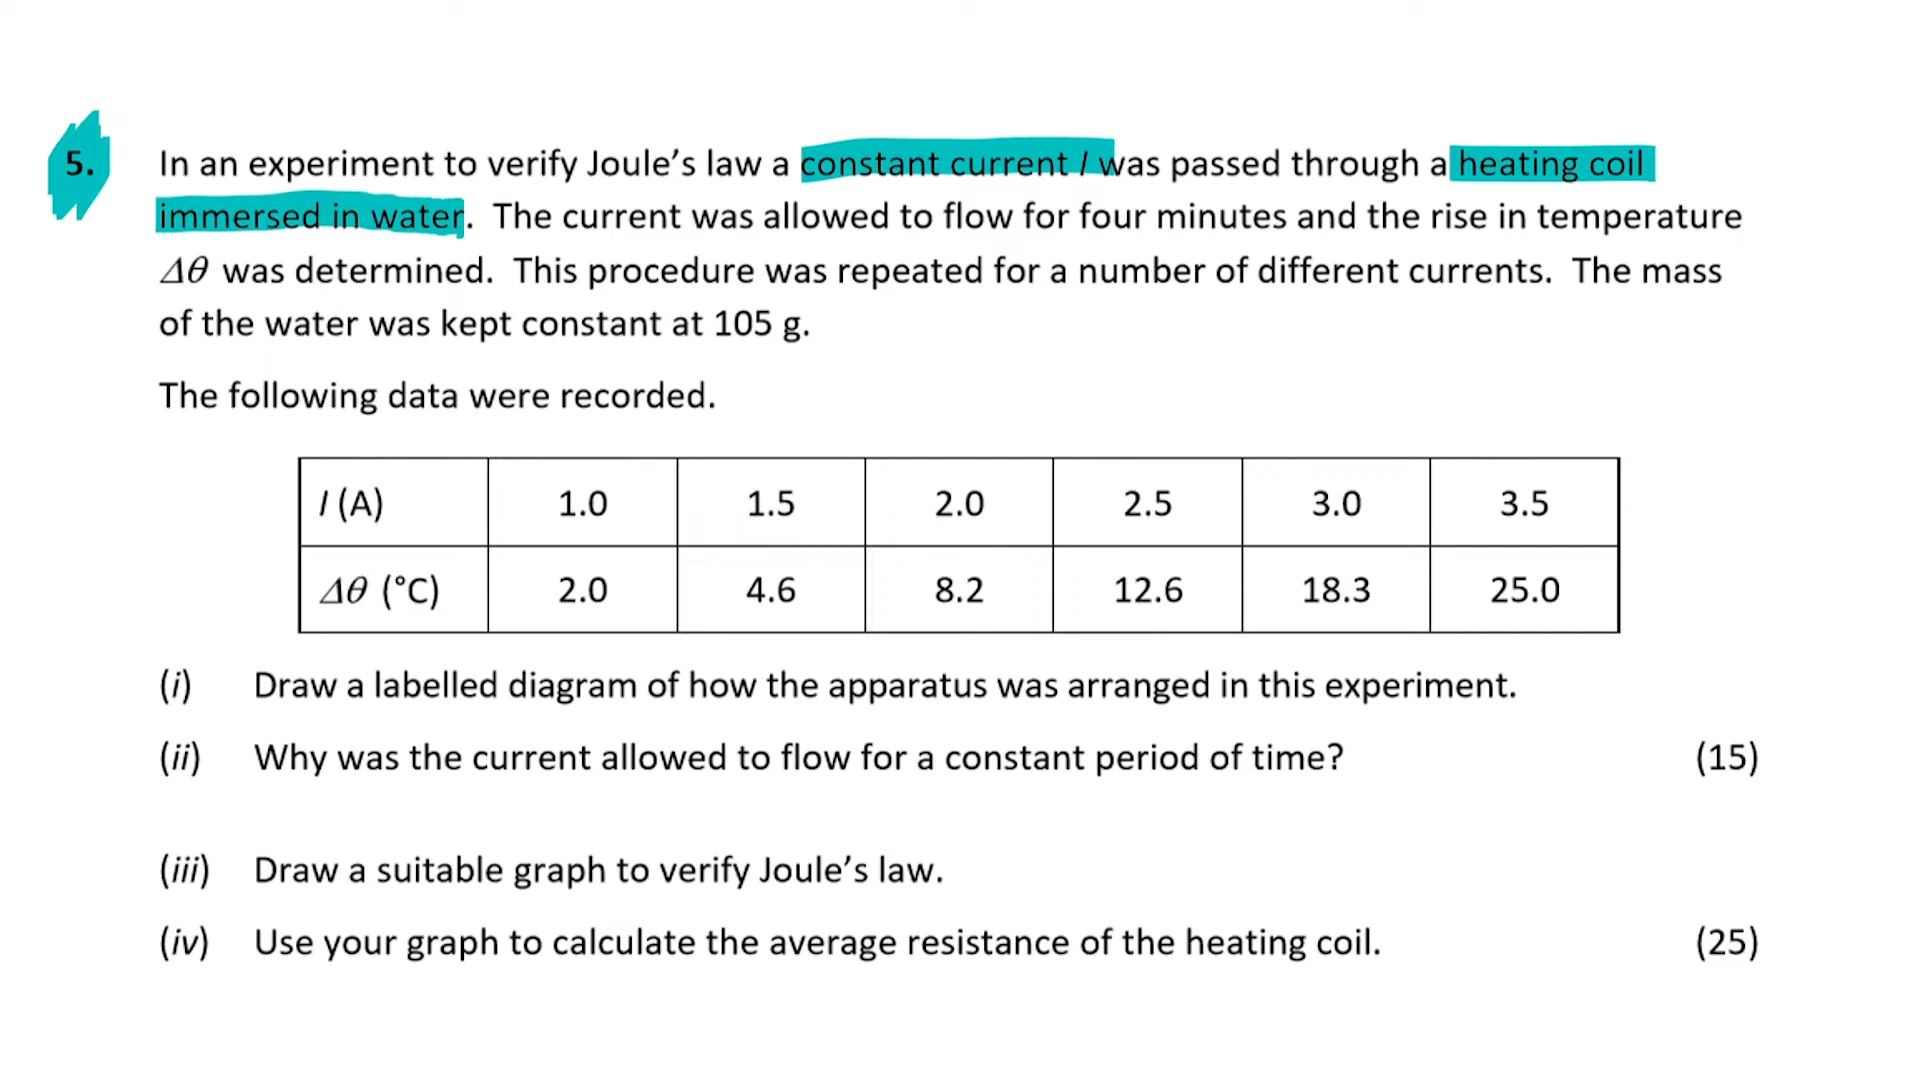 5. In an experiment to verify Joule’s law a constant current I was passed through a heating coil
immersed in water. The current was allowed to flow for four minutes and the rise in temperature
Δθ was determined. This procedure was repeated for a number of different currents. The mass
of the water was kept constant at 105 g.
The following data were recorded.
I (A) 1.0 1.5 2.0 2.5 3.0 3.5
Δθ (°C) 2.0 4.6 8.2 12.6 18.3 25.0
(i) Draw a labelled diagram of how the apparatus was arranged in this experiment.
(ii) Why was the current allowed to flow for a constant period of time? (15)
(iii) Draw a suitable graph to verify Joule’s law.
(iv) Use your graph to calculate the average resistance of the heating coil. (25)